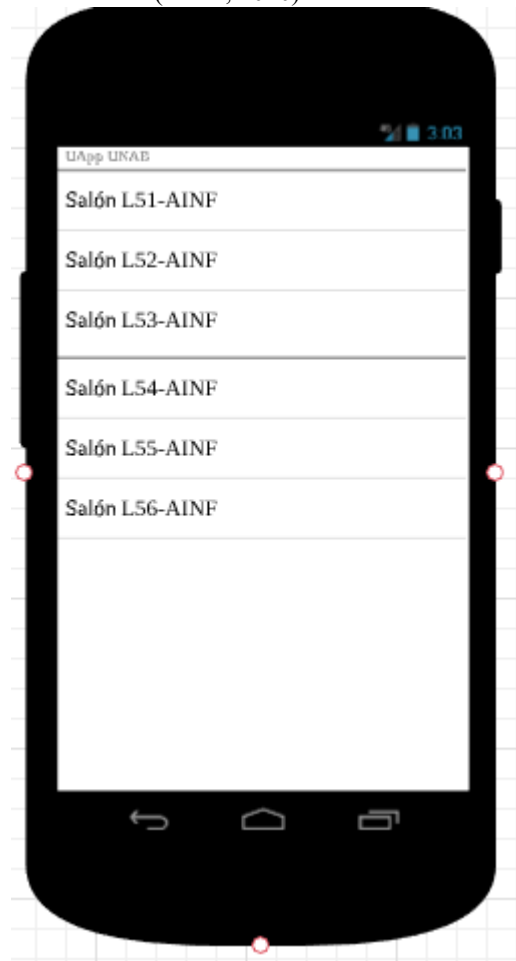 3:03
UApp UNAB
Salón L51-AINF
Salón L52-AINF
Salón L53-AINF
Salón L54-AINF
Salón L55-AINF
Salón L56-AINF